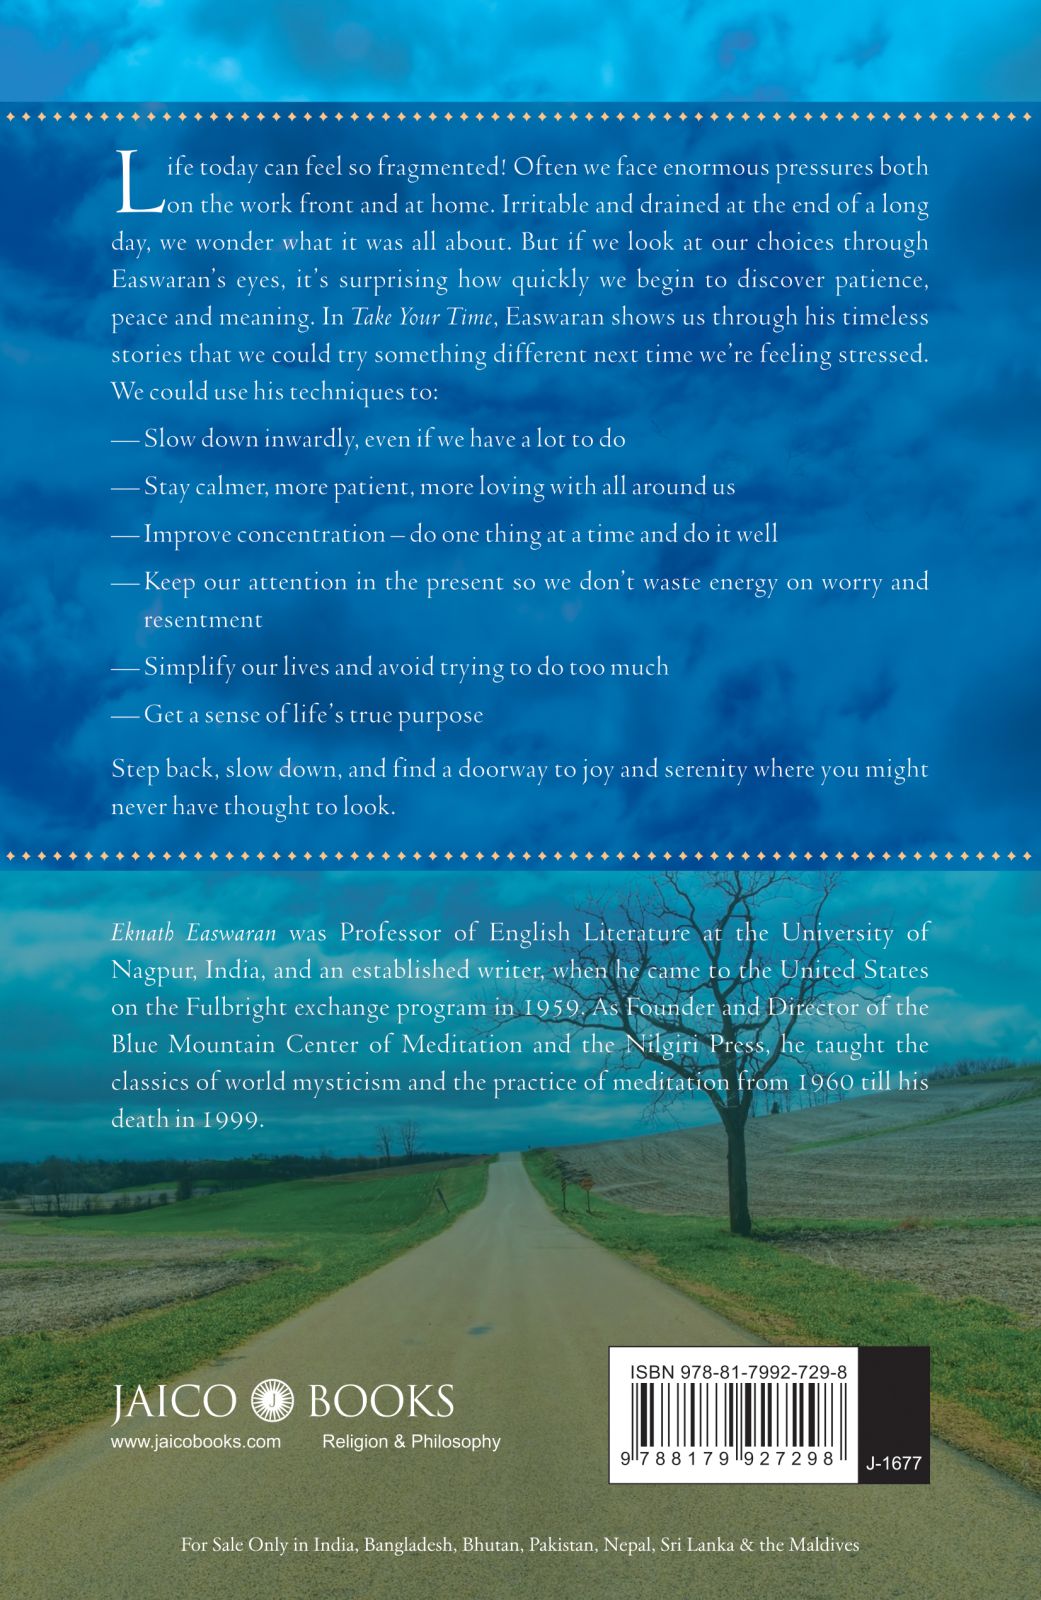 Life today can feel so fragmented! Often we face enormous pressures both
on the work front and at home. Irritable and drained at the end of a long
day, we wonder what it was all about. But if we look at our choices through
Easwaran's eyes, it's surprising how quickly we begin to discover patience,
peace and meaning. In Take Your Time, Easwaran shows us through his timeless
stories that we could try something different next time we're feeling stressed.
We could use his techniques to:
— Slow down inwardly, even if we have a lot to do
— Stay calmer, more patient, more loving with all around us
— Improve concentration – do one thing at a time and do it well
— Keep our attention in the present so we don't waste energy on worry and
resentment
— Simplify our lives and avoid trying to do too much
— Get a sense of life's true purpose
Step back, slow down, and find a doorway to joy and serenity where you might
never have thought to look.
Eknath Easwaran was Professor of English Literature at the University of
Nagpur, India, and an established writer, when he came to the United States
on the Fulbright exchange program in 1959. As Founder and Director of the
Blue Mountain Center of Meditation and the Nilgiri Press, he taught the
classics of world mysticism and the practice of meditation from 1960 till his
death in 1999.
JAICO J BOOKS
www.jaicobooks.com Religion & Philosophy
ISBN 978-81-7992-729-8
9 788179 927298
J-1677
For Sale Only in India, Bangladesh, Bhutan, Pakistan, Nepal, Sri Lanka & the Maldives